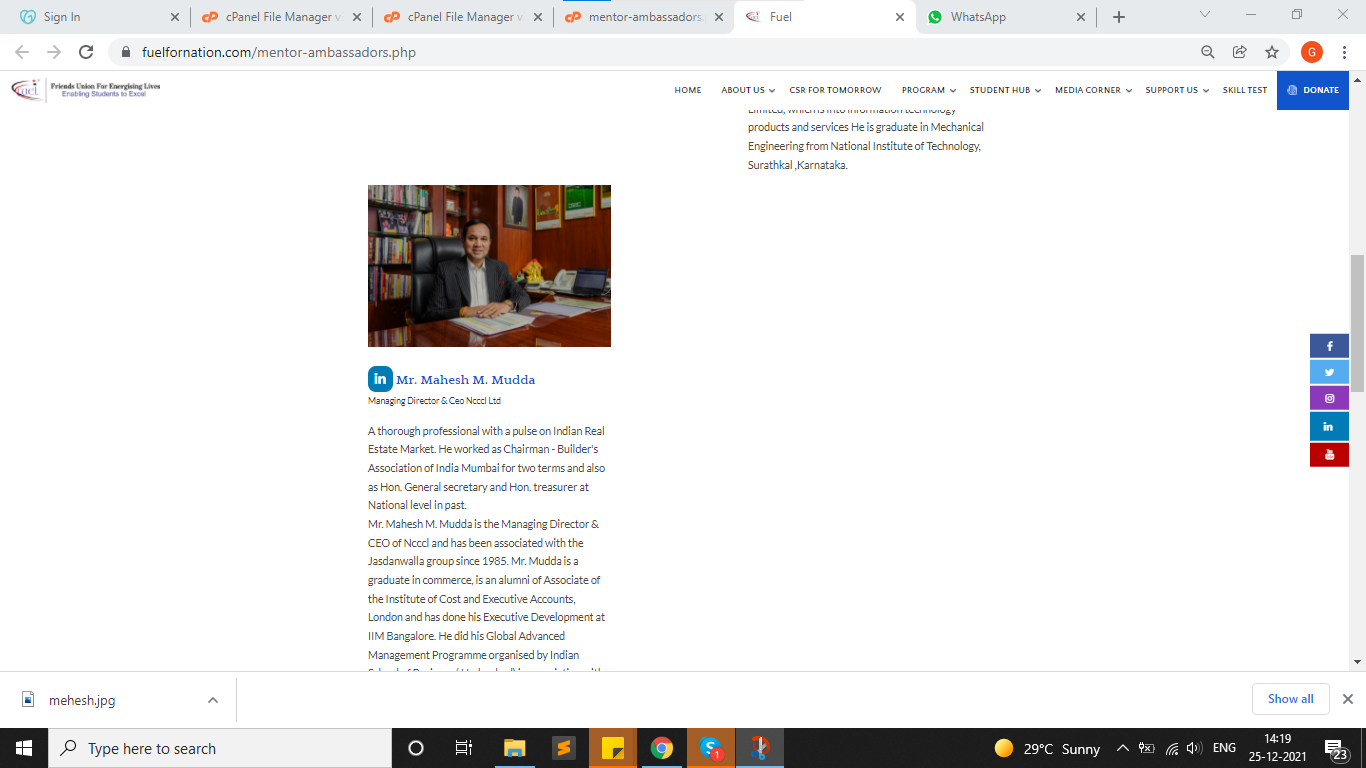 Sign In
cPanel File Manager v
cPanel File Manager v
mentor-ambassadors.
Fuel
WhatsApp
fuelfornation.com/mentor-ambassadors.php
G
Friends Union For Energising Lives
Enabling Students to Excel
HOME
ABOUT US
CSR FOR TOMORROW
PROGRAM
STUDENT HUB
MEDIA CORNER
SUPPORT US
SKILL TEST
DONATE
Limited, which is into information technology
products and services He is graduate in Mechanical
Engineering from National Institute of Technology,
Surathkal ,Karnataka.
in Mr. Mahesh M. Mudda
Managing Director & Ceo Ncccl Ltd
A thorough professional with a pulse on Indian Real
Estate Market. He worked as Chairman - Builder's
Association of India Mumbai for two terms and also
as Hon. General secretary and Hon. treasurer at
National level in past.
Mr. Mahesh M. Mudda is the Managing Director &
CEO of Ncccl and has been associated with the
Jasdanwalla group since 1985. Mr. Mudda is a
graduate in commerce, is an alumni of Associate of
the Institute of Cost and Executive Accounts,
London and has done his Executive Development at
IIM Bangalore. He did his Global Advanced
Management Programme organised by Indian
mehesh.jpg
Show all
Type here to search
1
29°C Sunny
ENG
14:19
25-12-2021
23